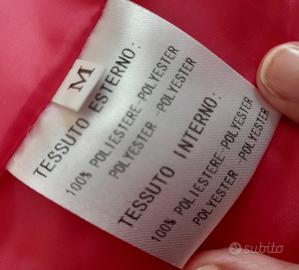 M
TESSUTO ESTERNO:
100% POLIESTERE-POLYESTER
POLYESTER -POLYESTER
TESSUTO INTERNO:
100% POLIESTERE-POLYESTER
POLYESTER -POLYESTER
subito